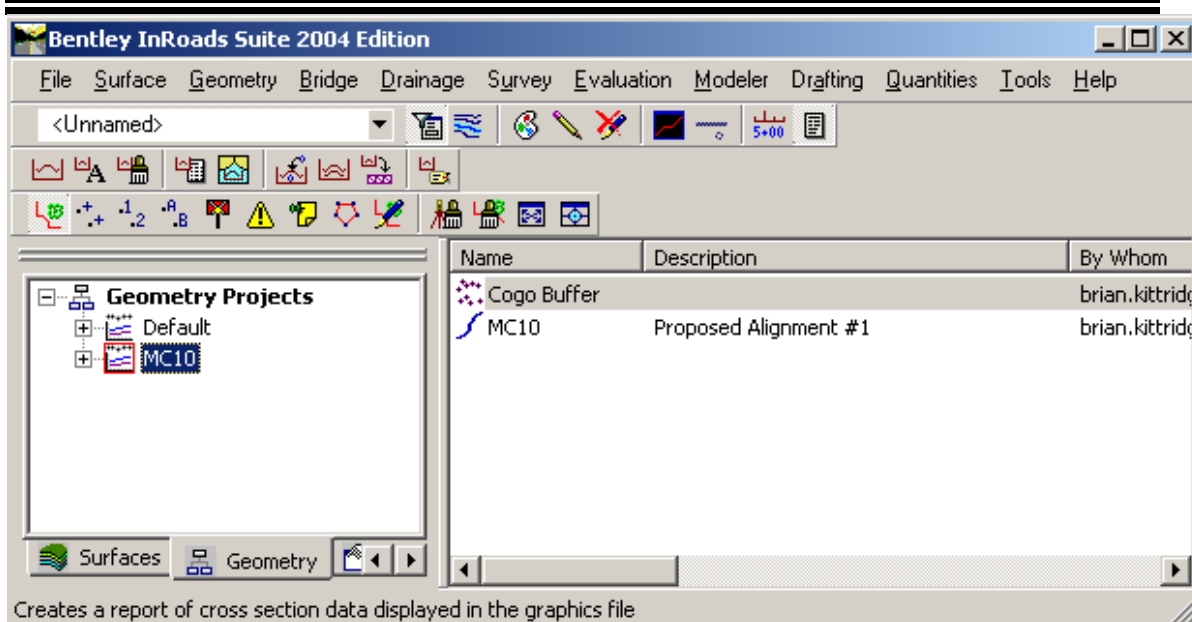 Bentley InRoads Suite 2004 Edition
File Surface Geometry Bridge Drainage Survey Evaluation Modeler Drafting Quantities Tools Help
<Unnamed>
5+00
A
1 2 A B
Name Description By Whom
Geometry Projects
Default
MC10
Cogo Buffer brian.kittridg
MC10 Proposed Alignment #1 brian.kittridg
Surfaces Geometry
Creates a report of cross section data displayed in the graphics file